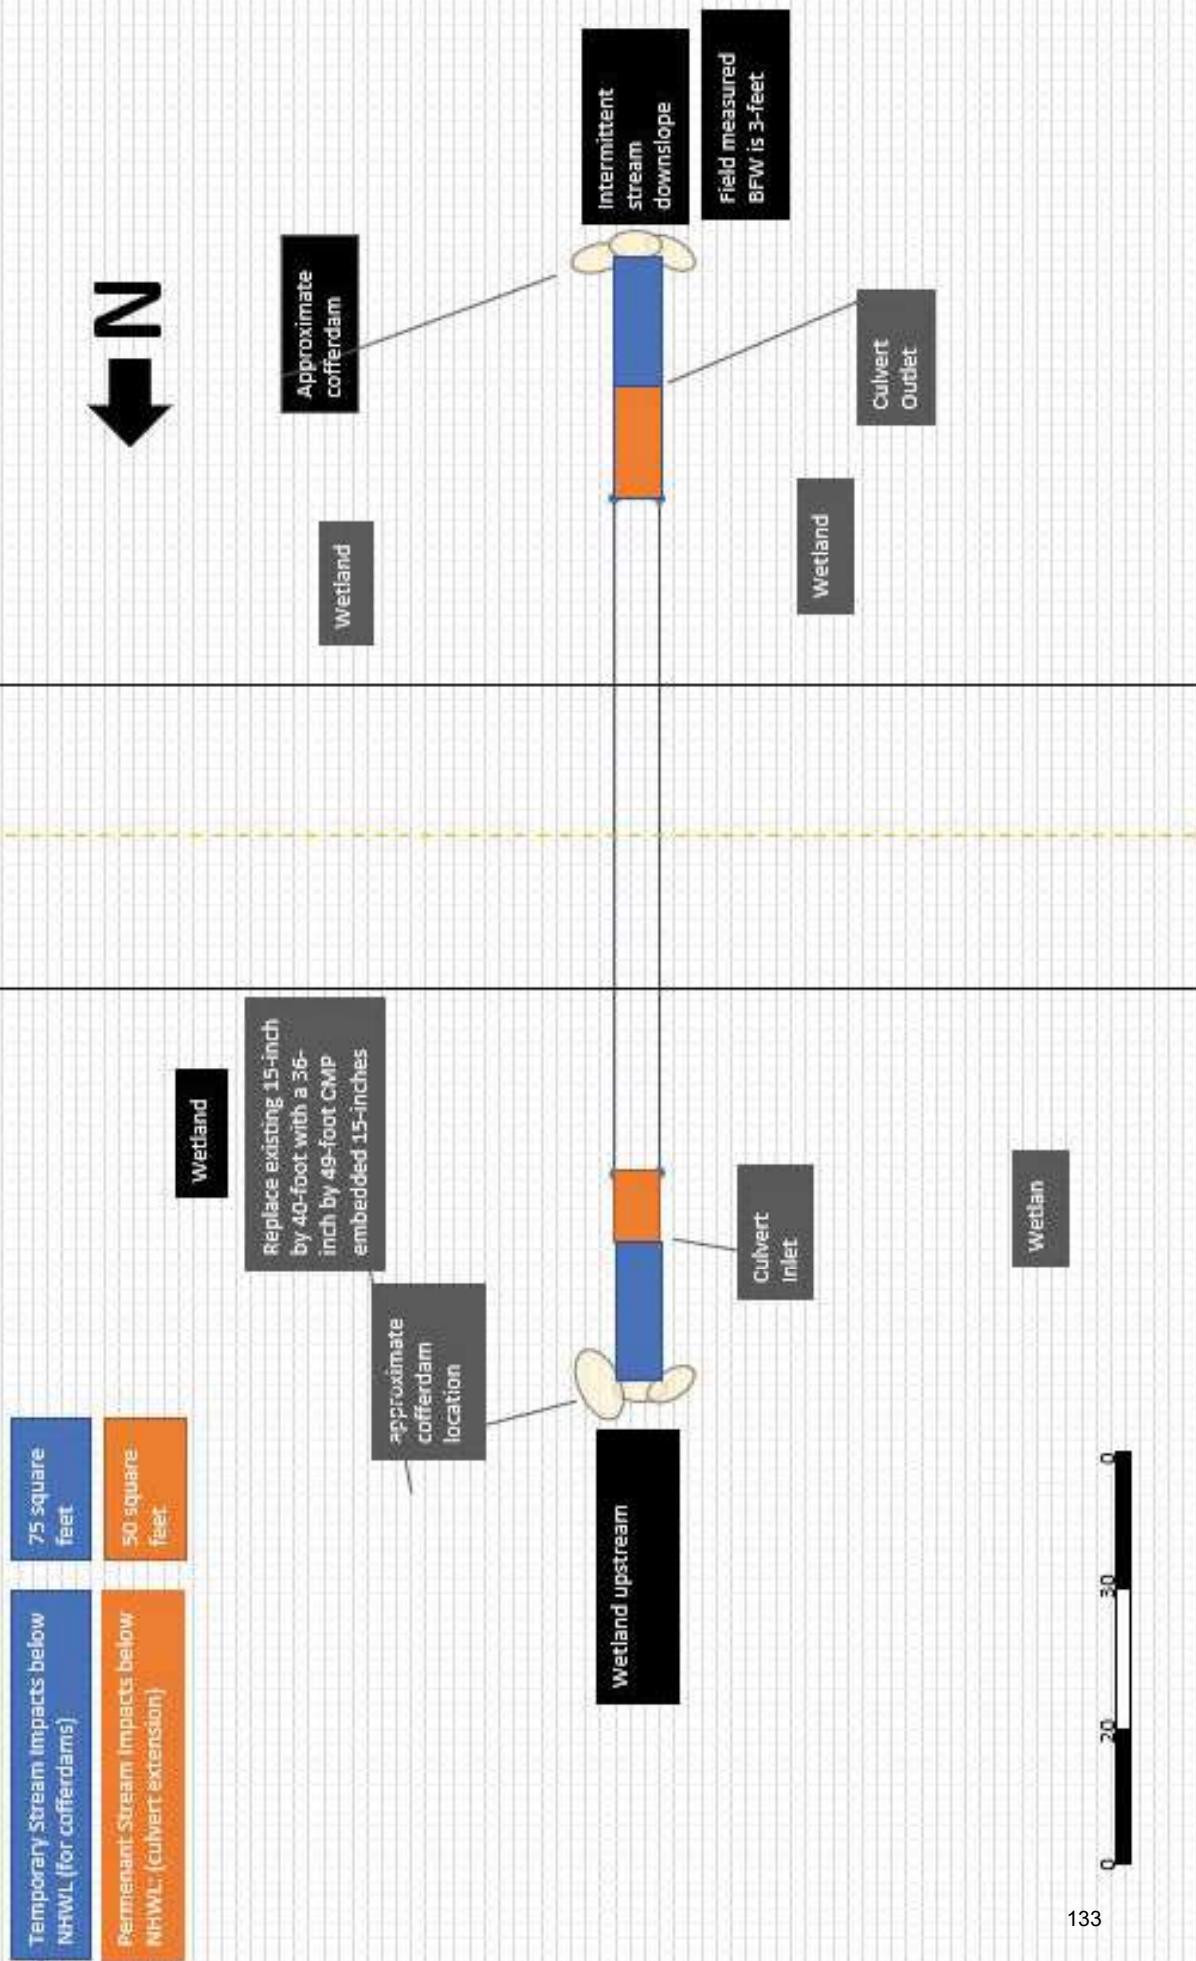 Temporary Stream Impacts below
NHWL (for cofferdams)
75 square
feet
Permenant Stream Impacts below
NHWL: (culvert extension)
50 square
feet
N
Wetland
Replace existing 15-inch
by 40-foot with a 36-
inch by 49-foot CMP
embedded 15-inches
Approximate
cofferdam
Wetland
approximate
cofferdam
location
Wetland upstream
Intermittent
stream
downslope
Field measured
BFW is 3-feet
Culvert
Inlet
Culvert
Outlet
Wetland
Wetlan
0
20
30
0
133